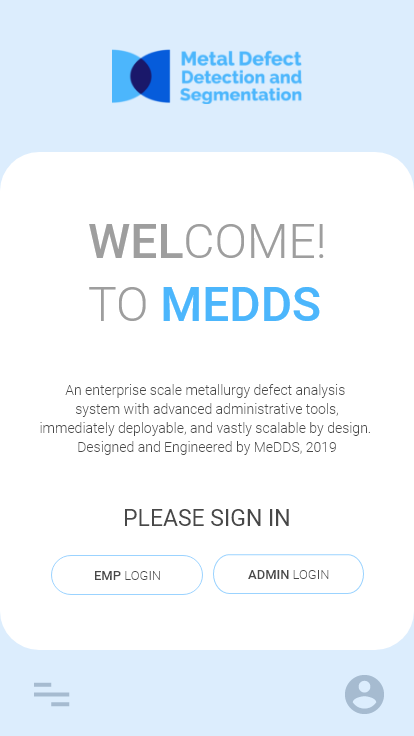 Metal Defect
Detection and
Segmentation
WELCOME!
TO MEDDS
An enterprise scale metallurgy defect analysis
system with advanced administrative tools,
immediately deployable, and vastly scalable by design.
Designed and Engineered by MeDDS, 2019
PLEASE SIGN IN
EMP LOGIN
ADMIN LOGIN